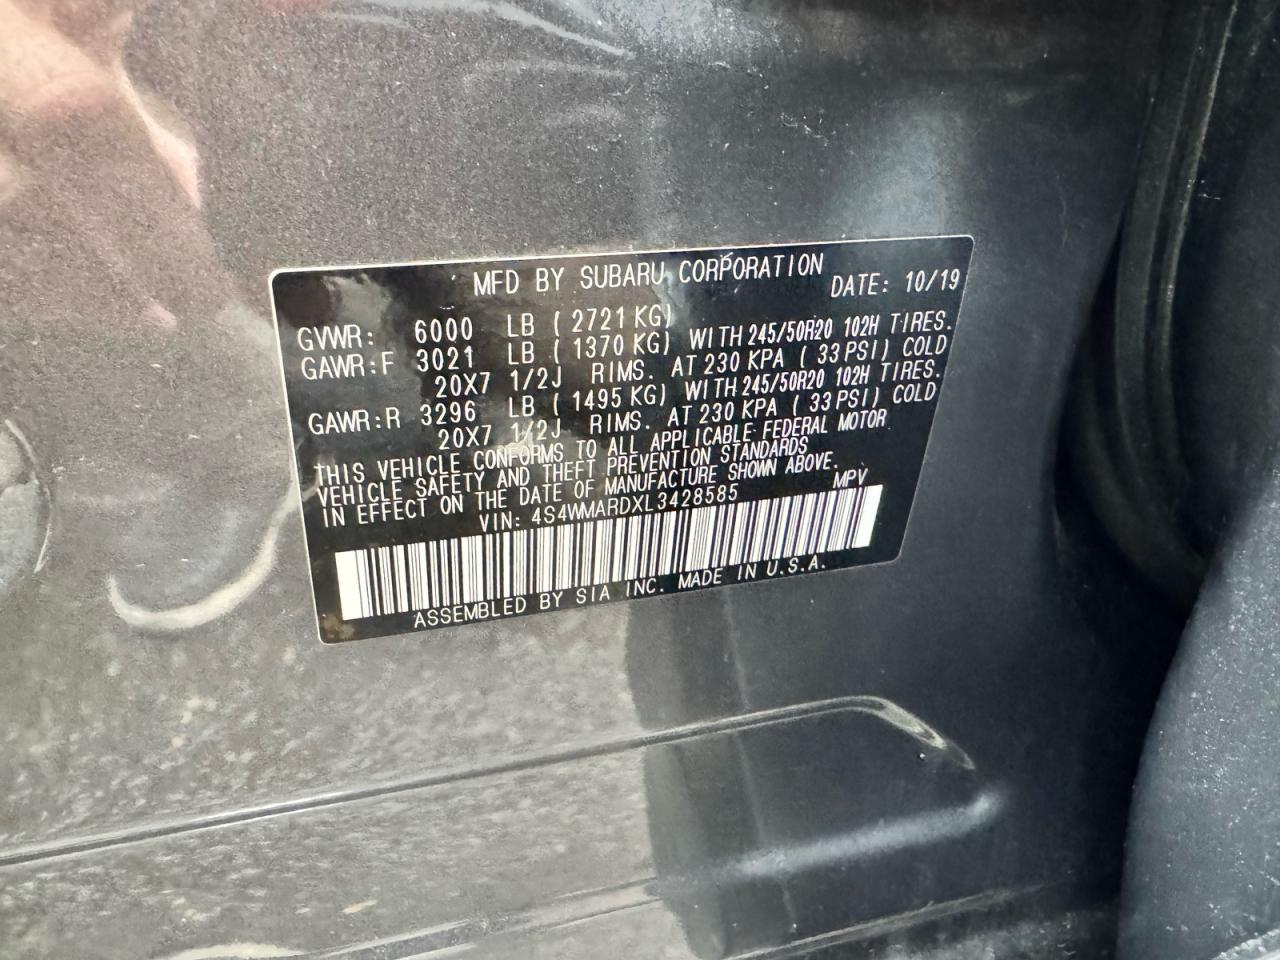 MFD BY SUBARU CORPORATION DATE: 10/19
GVWR: 6000 LB ( 2721 KG)
GAWR:F 3021 LB ( 1370 KG) WITH 245/50R20 102H TIRES.
20X7 1/2J RIMS. AT 230 KPA ( 33 PSI) COLD
GAWR:R 3296 LB ( 1495 KG) WITH 245/50R20 102H TIRES.
20X7 1/2J RIMS. AT 230 KPA ( 33 PSI) COLD
THIS VEHICLE CONFORMS TO ALL APPLICABLE FEDERAL MOTOR
VEHICLE SAFETY AND THEFT PREVENTION STANDARDS
IN EFFECT ON THE DATE OF MANUFACTURE SHOWN ABOVE.
VIN: 4S4WMARDXL3428585 MPV
ASSEMBLED BY SIA INC. MADE IN U.S.A.